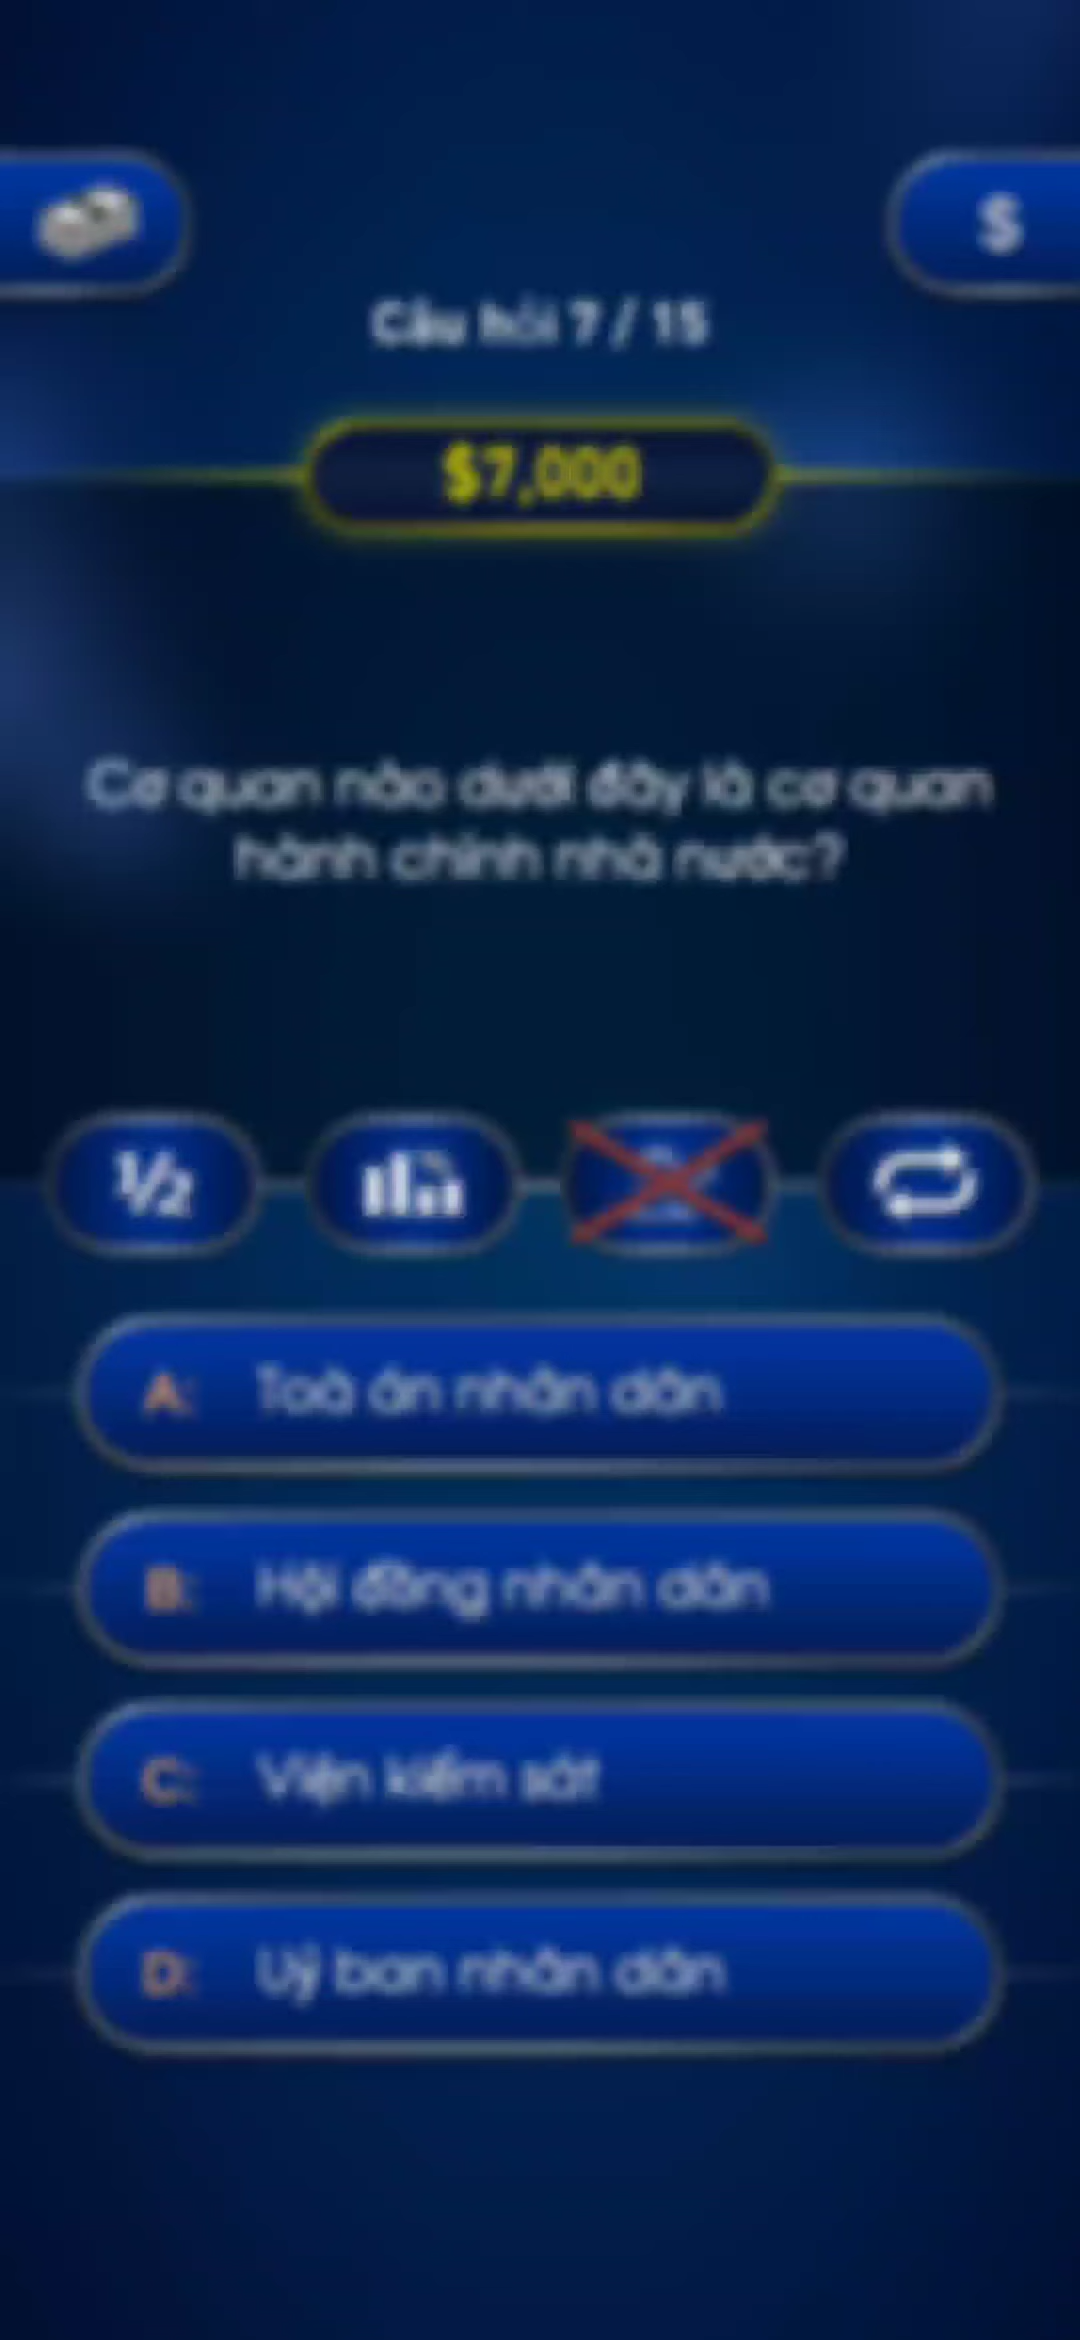 $
Câu hỏi 7 / 15
$7,000
Cơ quan nào dưới đây là cơ quan
hành chính nhà nước?
½
A: Toà án nhân dân
B: Hội đồng nhân dân
C: Viện kiểm sát
D: Uỷ ban nhân dân